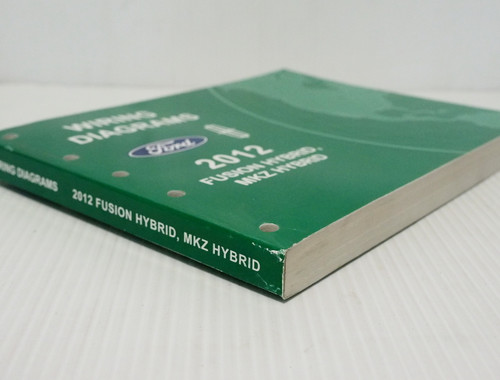 WIRING
DIAGRAMS
Ford
2012
FUSION HYBRID,
MKZ HYBRID
WIRING DIAGRAMS 2012 FUSION HYBRID, MKZ HYBRID